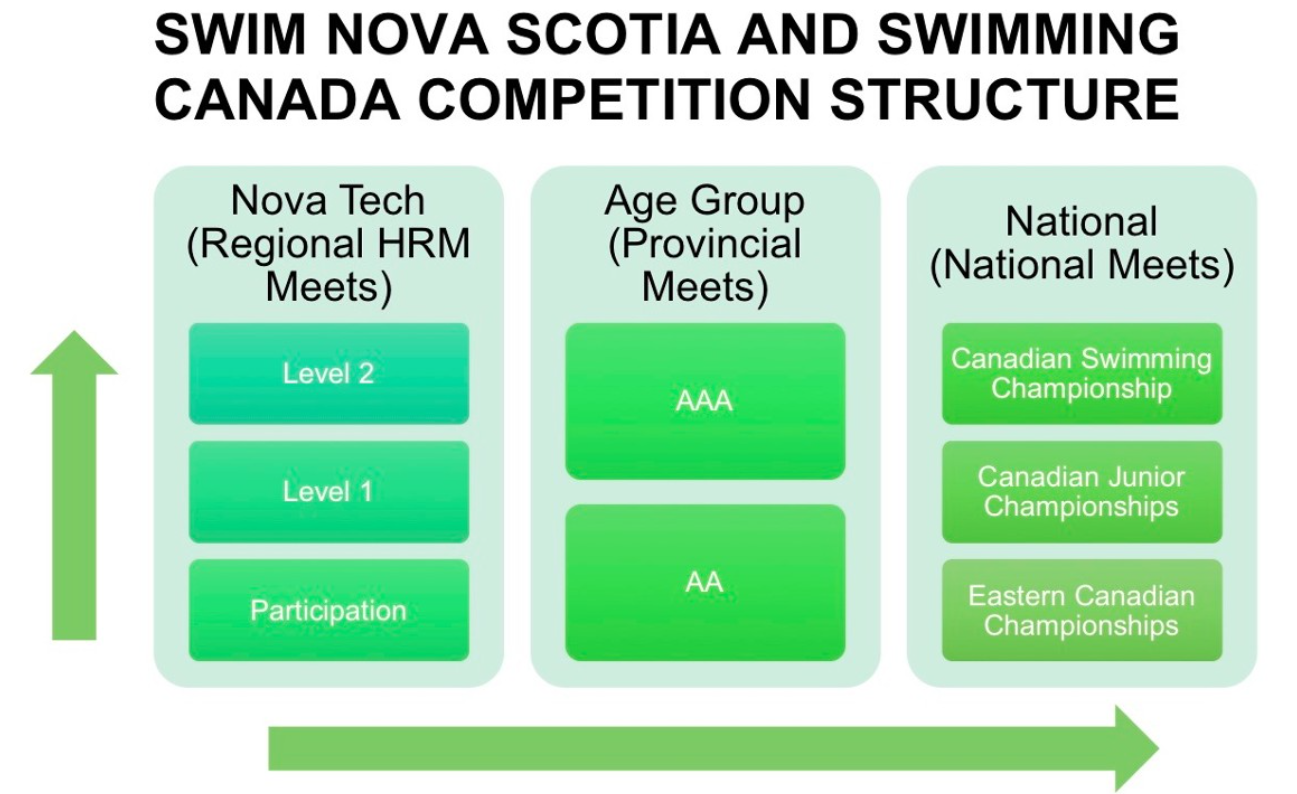 SWIM NOVA SCOTIA AND SWIMMING
CANADA COMPETITION STRUCTURE
Nova Tech
(Regional HRM
Meets)
Level 2
Level 1
Participation
Age Group
(Provincial
Meets)
AAA
AA
National
(National Meets)
Canadian Swimming
Championship
Canadian Junior
Championships
Eastern Canadian
Championships